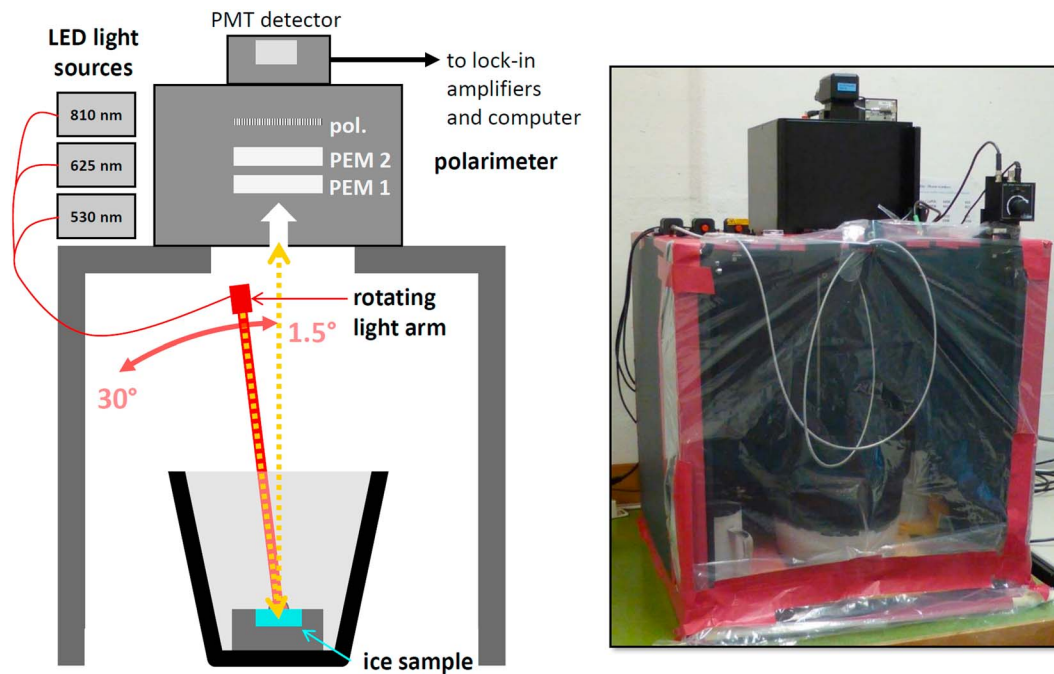 PMT detector
LED light
sources
to lock-in
amplifiers
and computer
810 nm
pol.
625 nm
PEM 2
polarimeter
PEM 1
530 nm
rotating
light arm
1.5°
30°
ice sample